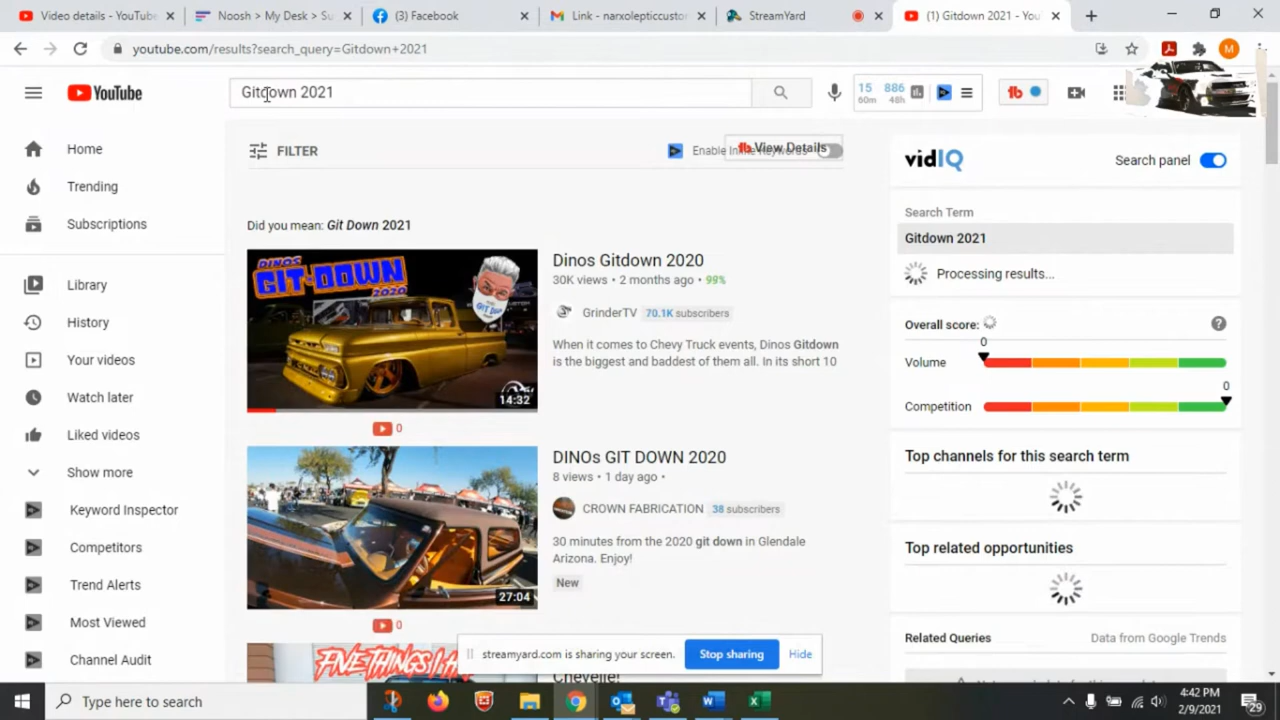 Video details - YouTube
Noosh > My Desk > Su
(3) Facebook
Link - narxolepticcustor
StreamYard
(1) Gitdown 2021 - You
youtube.com/results?search_query=Gitdown+2021
M
YouTube
Gitdown 2021
15 886
60m 48h
tb
Home
Trending
Subscriptions
Library
History
Your videos
Watch later
Liked videos
Show more
Keyword Inspector
Competitors
Trend Alerts
Most Viewed
Channel Audit
FILTER
Enable Inline Keywords
tb View Details
Did you mean: Git Down 2021
DINOS
GIT-DOWN
2020
14:32
0
Dinos Gitdown 2020
30K views • 2 months ago • 99%
GrinderTV 70.1K subscribers
When it comes to Chevy Truck events, Dinos Gitdown
is the biggest and baddest of them all. In its short 10
27:04
0
DINOs GIT DOWN 2020
8 views • 1 day ago •
CROWN FABRICATION 38 subscribers
30 minutes from the 2020 git down in Glendale
Arizona. Enjoy!
New
FIVE THINGS I
Chevelle!
streamyard.com is sharing your screen.
Stop sharing
Hide
vidIQ
Search panel
Search Term
Gitdown 2021
Processing results...
Overall score:
?
0
Volume
0
Competition
Top channels for this search term
Top related opportunities
Related Queries
Data from Google Trends
Type here to search
4:42 PM
2/9/2021
29